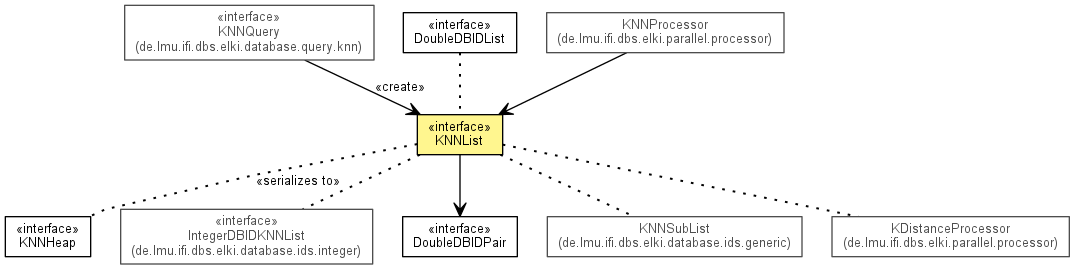 «interface»
KNNQuery
(de.lmu.ifi.dbs.elki.database.query.knn)
«interface»
DoubleDBIDList
KNNProcessor
(de.lmu.ifi.dbs.elki.parallel.processor)
«create»
«interface»
KNNList
«serializes to»
«interface»
KNNHeap
«interface»
IntegerDBIDKNNList
(de.lmu.ifi.dbs.elki.database.ids.integer)
«interface»
DoubleDBIDPair
KNNSubList
(de.lmu.ifi.dbs.elki.database.ids.generic)
KDistanceProcessor
(de.lmu.ifi.dbs.elki.parallel.processor)